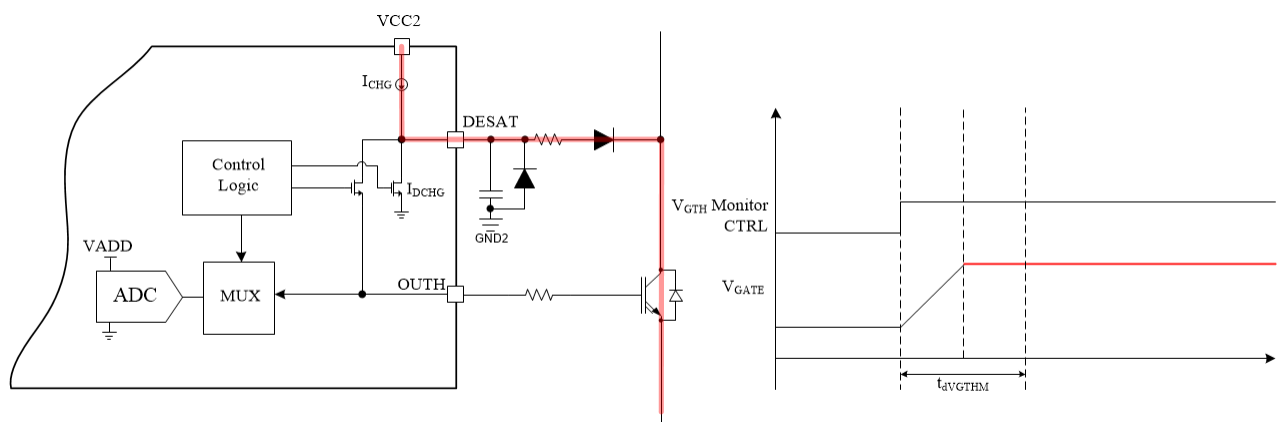 VCC2
ICHG
DESAT
Control
Logic
IDCHG
GND2
VADD
ADC
MUX
OUTH
VGTH Monitor
CTRL
VGATE
tdVGTHM